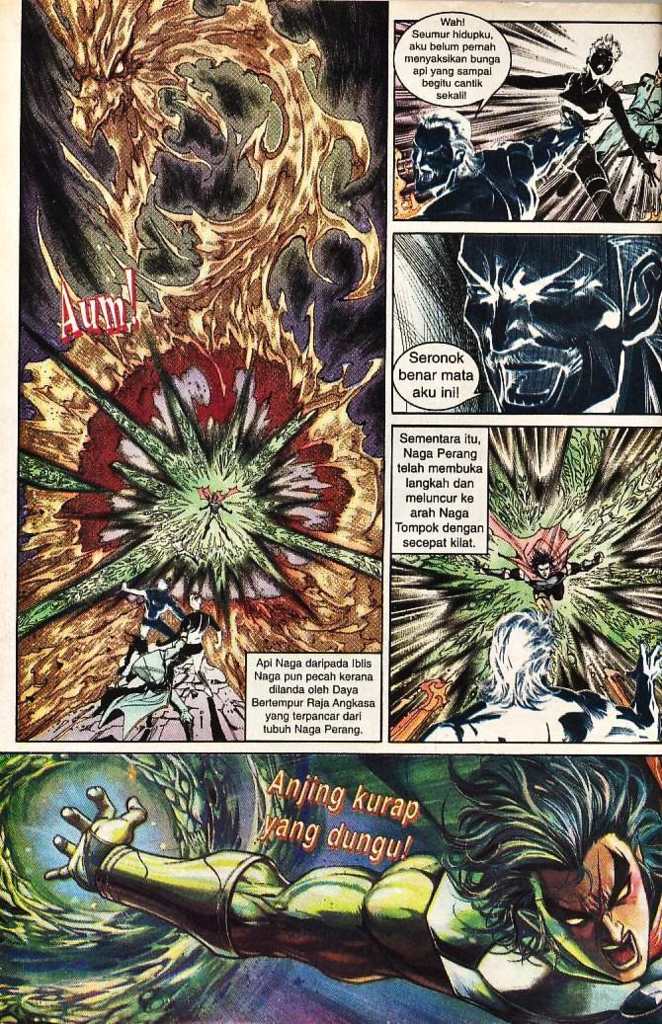 Aum!
Api Naga daripada Iblis
Naga pun pecah kerana
dilanda oleh Daya
Bertempur Raja Angkasa
yang terpancar dari
tubuh Naga Perang.
Wah!
Seumur hidupku,
aku belum pernah
menyaksikan bunga
api yang sampai
begitu cantik
sekali!
Seronok
benar mata
aku ini!
Sementara itu,
Naga Perang
telah membuka
langkah dan
meluncur ke
arah Naga
Tompok dengan
secepat kilat.
Anjing kurap
yang dungu!